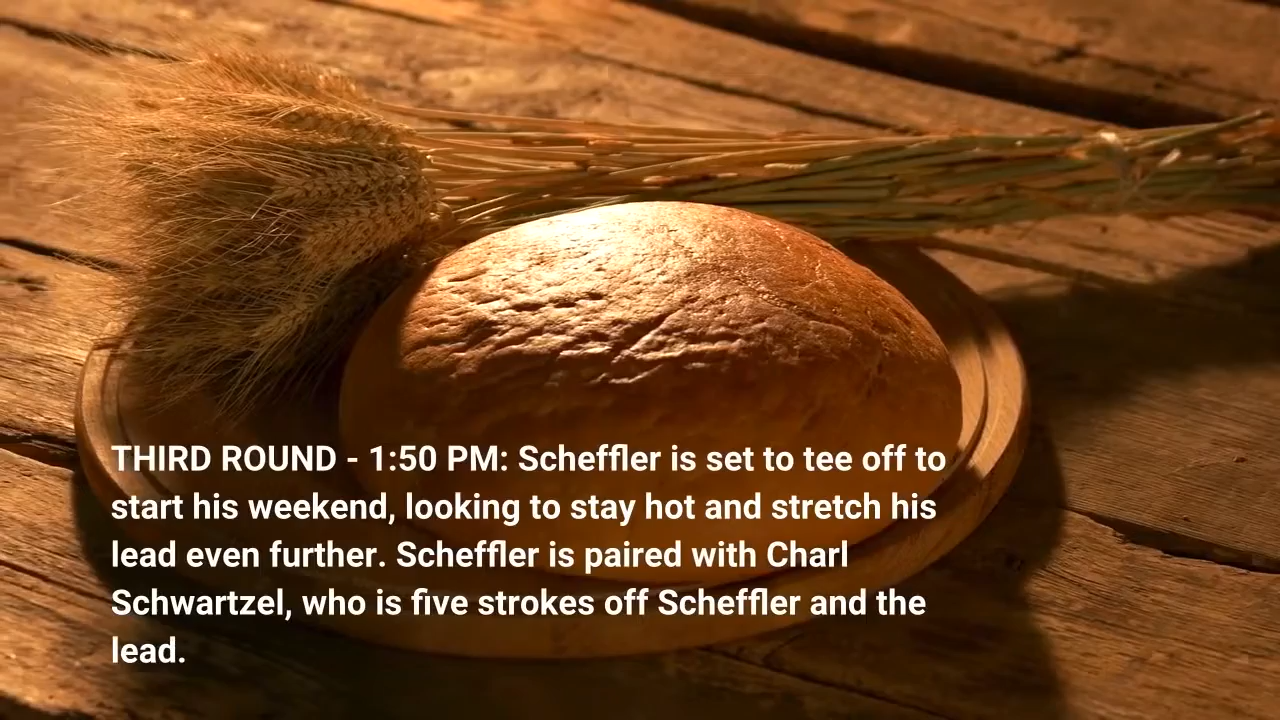 THIRD ROUND - 1:50 PM: Scheffler is set to tee off to
start his weekend, looking to stay hot and stretch his
lead even further. Scheffler is paired with Charl
Schwartzel, who is five strokes off Scheffler and the
lead.